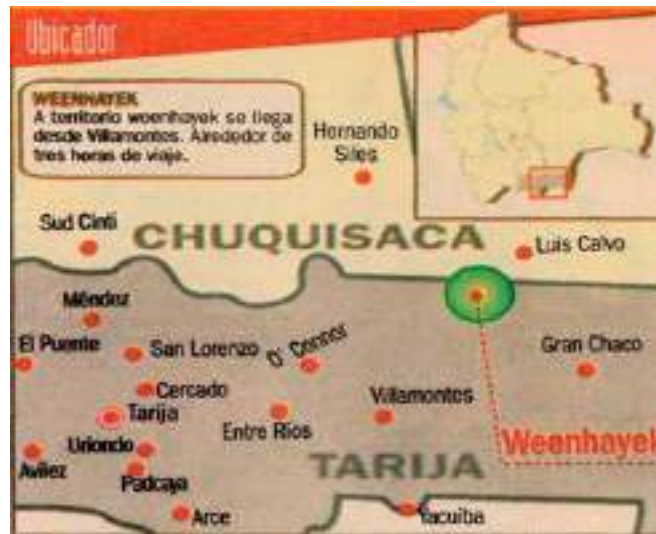 Ubicador
WEENHAYEK
A territorio weenhayek se llega
desde Villamontes. Alrededor de
tres horas de viaje.
Hernando
Siles
Sud Cinti
CHUQUISACA
Luis Calvo
Méndez
El Puente
San Lorenzo
O' Connor
Gran Chaco
Cercado
Tarija
Villamontes
Entre Ríos
Uriondo
Weenhayek
Avilez
TARIJA
Padcaya
Arce
Yacuiba